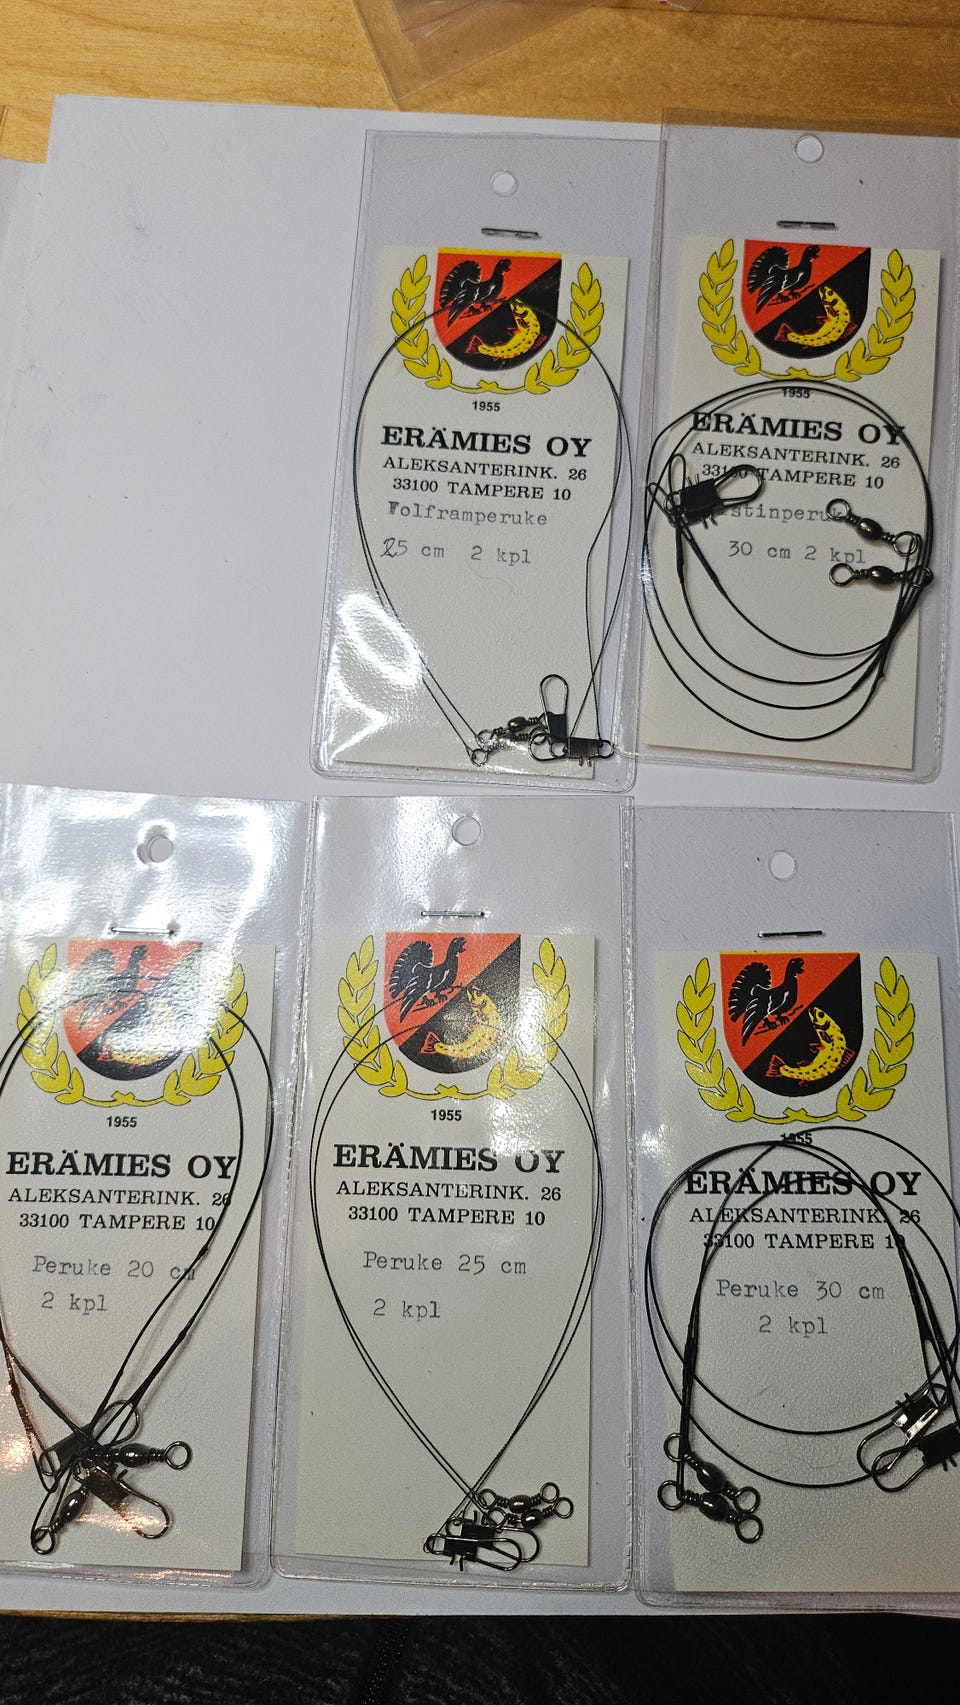 1955
ERÄMIES OY
ALEKSANTERINK. 26
33100 TAMPERE 10
Wolframperuke
25 cm 2 kpl
1955
ERÄMIES OY
ALEKSANTERINK. 26
33100 TAMPERE 10
30 cm 2 kpl
1955
ERÄMIES OY
ALEKSANTERINK. 26
33100 TAMPERE 10
Peruke 20 cm
2 kpl
1955
ERÄMIES OY
ALEKSANTERINK. 26
33100 TAMPERE 10
Peruke 25 cm
2 kpl
1955
ERÄMIES OY
ALEKSANTERINK. 26
33100 TAMPERE 10
Peruke 30 cm
2 kpl